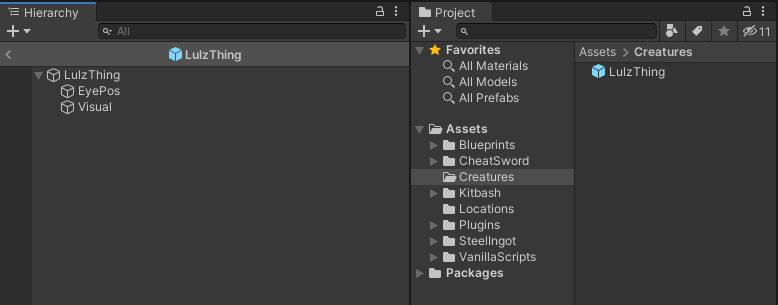 Hierarchy
All
LulzThing
LulzThing
EyePos
Visual
Project
11
Favorites
All Materials
All Models
All Prefabs
Assets
Blueprints
CheatSword
Creatures
Kitbash
Locations
Plugins
SteelIngot
VanillaScripts
Packages
Assets > Creatures
LulzThing